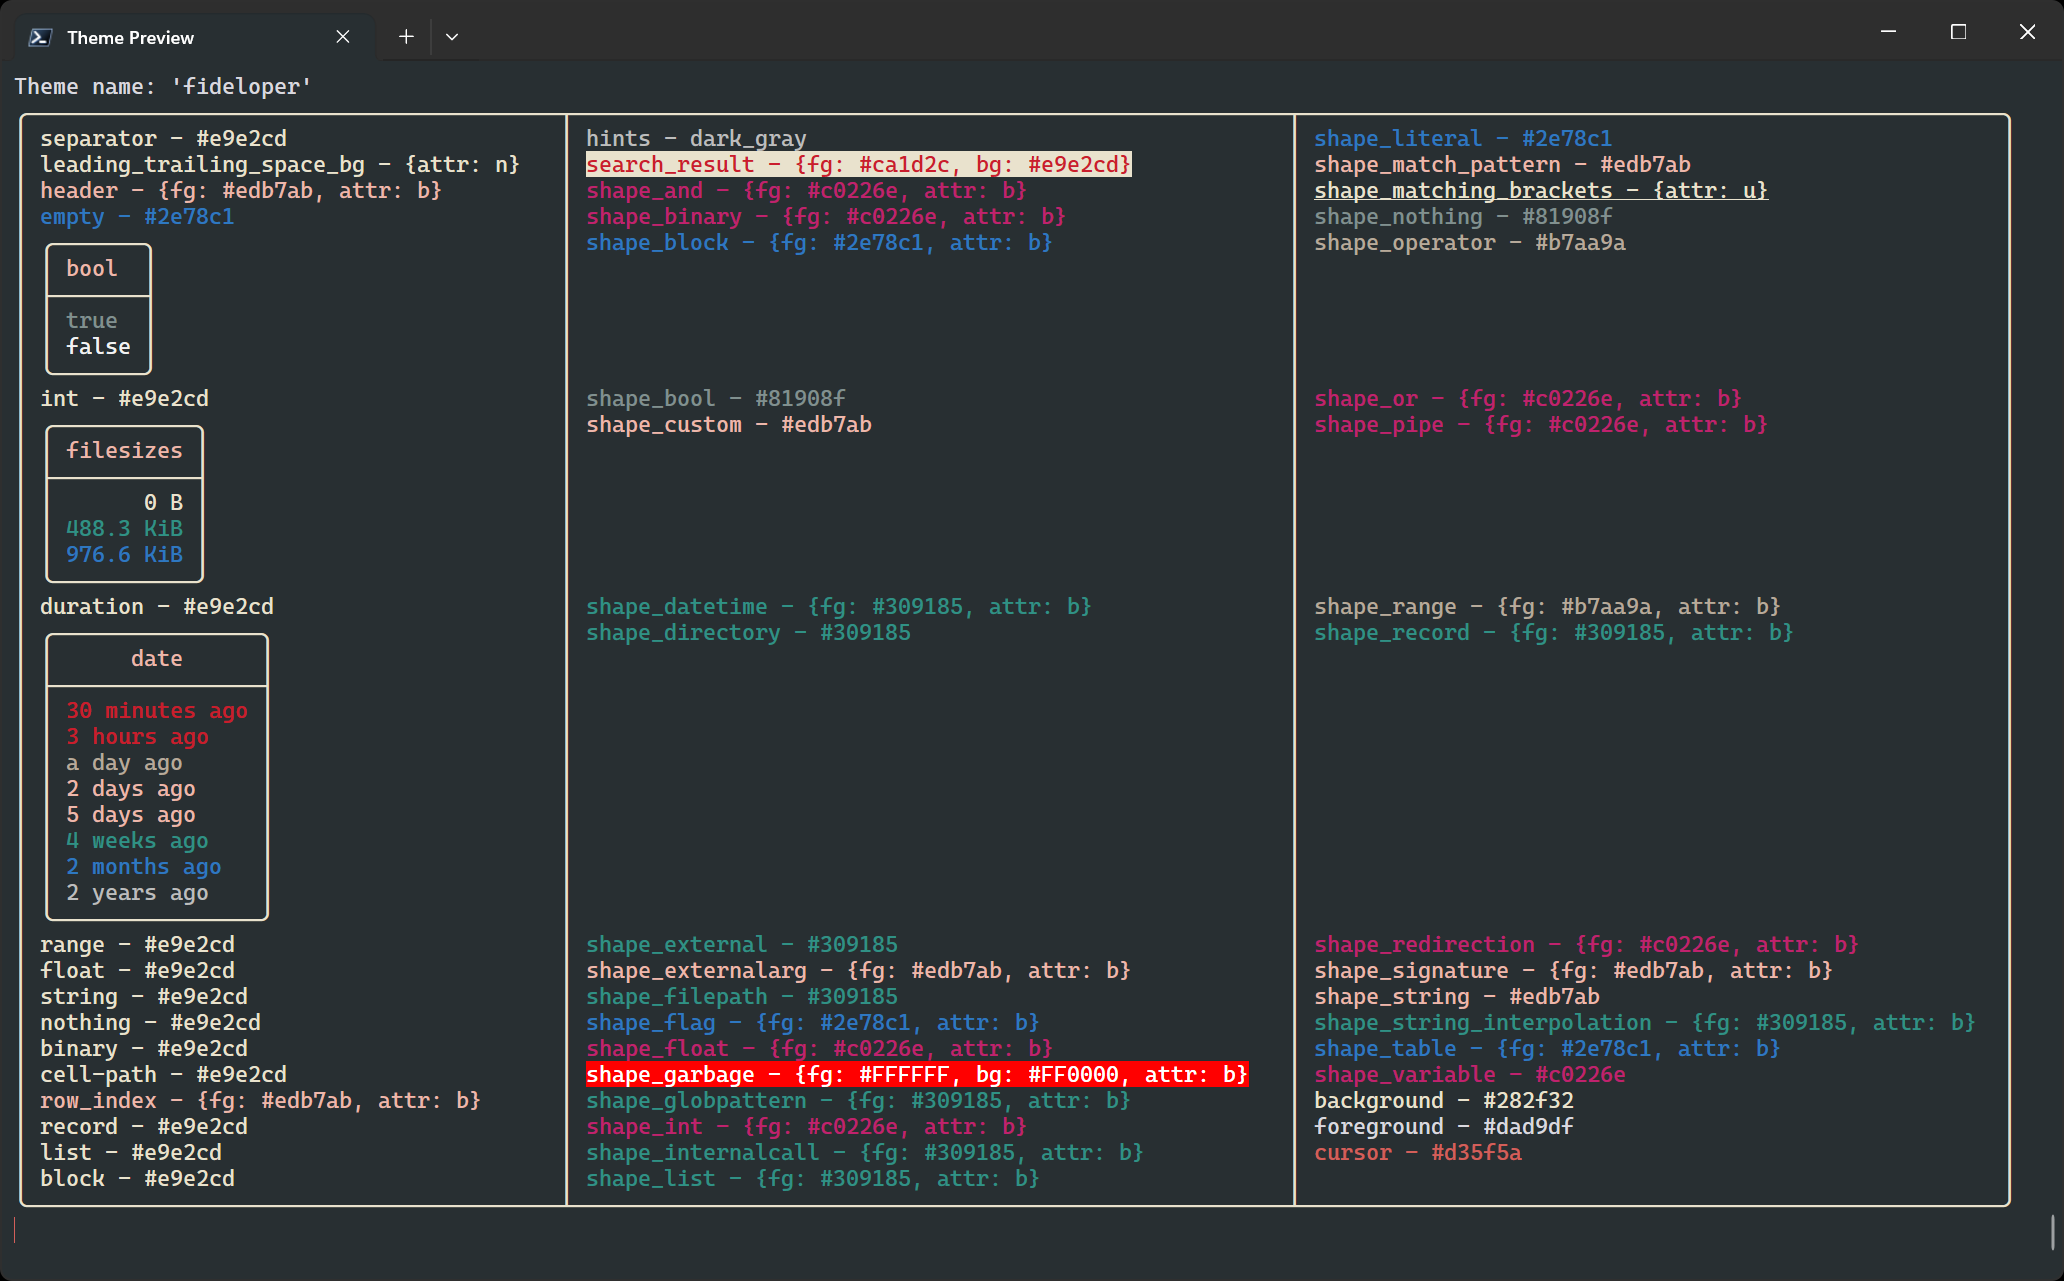 Theme Preview
Theme name: 'fideloper'
separator - #e9e2cd
leading_trailing_space_bg - {attr: n}
header - {fg: #edb7ab, attr: b}
empty - #2e78c1
bool
true
false
int - #e9e2cd
filesizes
0 B
488.3 KiB
976.6 KiB
duration - #e9e2cd
date
30 minutes ago
3 hours ago
a day ago
2 days ago
5 days ago
4 weeks ago
2 months ago
2 years ago
range - #e9e2cd
float - #e9e2cd
string - #e9e2cd
nothing - #e9e2cd
binary - #e9e2cd
cell-path - #e9e2cd
row_index - {fg: #edb7ab, attr: b}
record - #e9e2cd
list - #e9e2cd
block - #e9e2cd
hints - dark_gray
search_result - {fg: #ca1d2c, bg: #e9e2cd}
shape_and - {fg: #c0226e, attr: b}
shape_binary - {fg: #c0226e, attr: b}
shape_block - {fg: #2e78c1, attr: b}
shape_bool - #81908f
shape_custom - #edb7ab
shape_datetime - {fg: #309185, attr: b}
shape_directory - #309185
shape_external - #309185
shape_externalarg - {fg: #edb7ab, attr: b}
shape_filepath - #309185
shape_flag - {fg: #2e78c1, attr: b}
shape_float - {fg: #c0226e, attr: b}
shape_garbage - {fg: #FFFFFF, bg: #FF0000, attr: b}
shape_globpattern - {fg: #309185, attr: b}
shape_int - {fg: #c0226e, attr: b}
shape_internalcall - {fg: #309185, attr: b}
shape_list - {fg: #309185, attr: b}
shape_literal - #2e78c1
shape_match_pattern - #edb7ab
shape_matching_brackets - {attr: u}
shape_nothing - #81908f
shape_operator - #b7aa9a
shape_or - {fg: #c0226e, attr: b}
shape_pipe - {fg: #c0226e, attr: b}
shape_range - {fg: #b7aa9a, attr: b}
shape_record - {fg: #309185, attr: b}
shape_redirection - {fg: #c0226e, attr: b}
shape_signature - {fg: #edb7ab, attr: b}
shape_string - #edb7ab
shape_string_interpolation - {fg: #309185, attr: b}
shape_table - {fg: #2e78c1, attr: b}
shape_variable - #c0226e
background - #282f32
foreground - #dad9df
cursor - #d35f5a